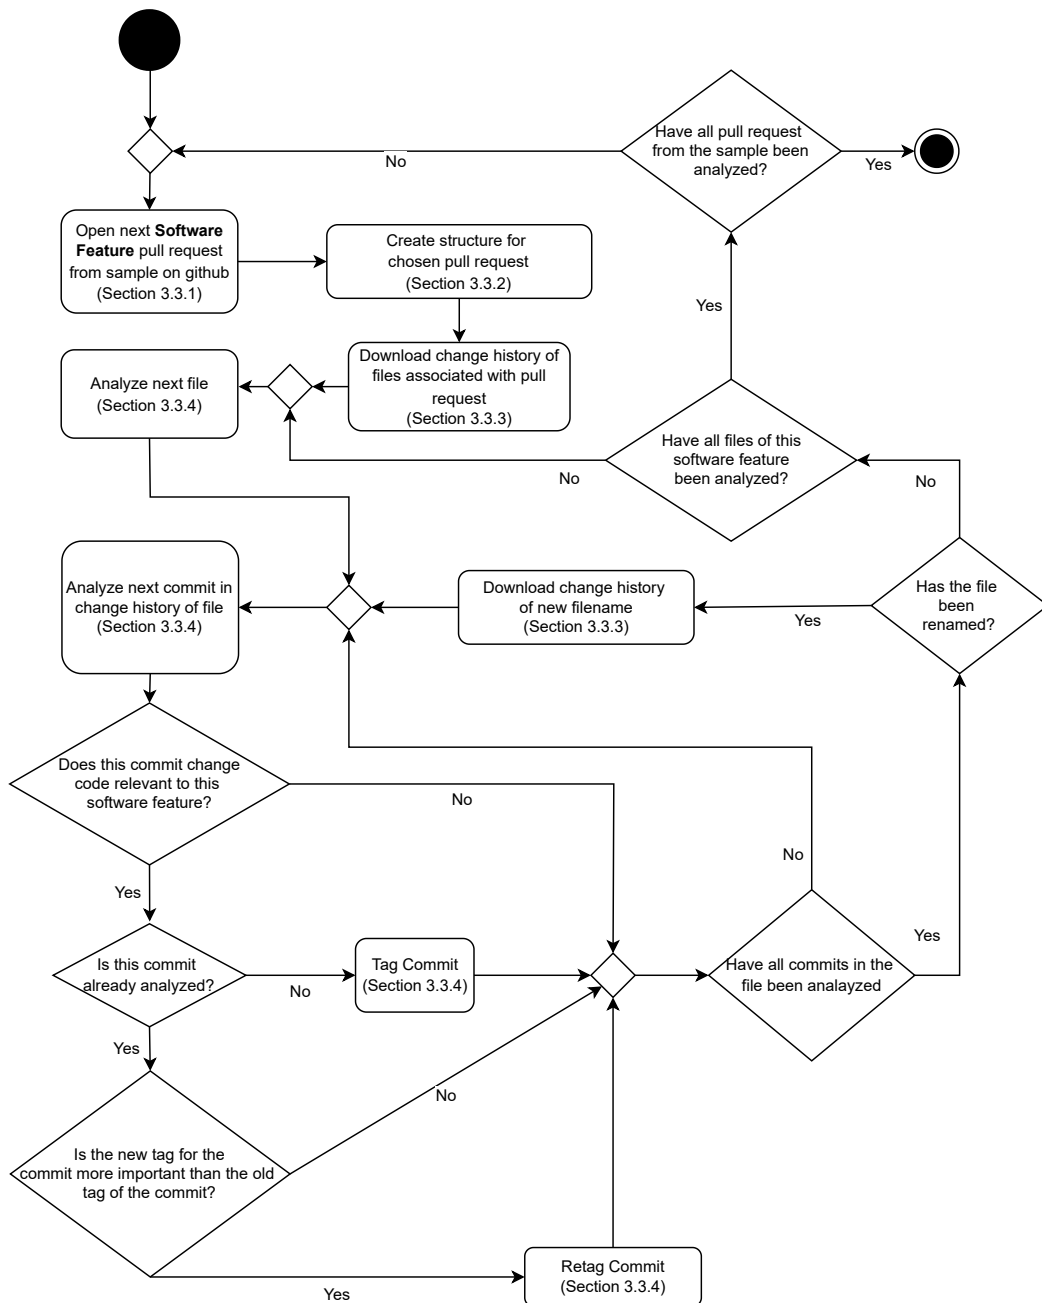 Have all pull request
from the sample been
analyzed?
No
Yes
Open next Software
Feature pull request
from sample on github
(Section 3.3.1)
Create structure for
chosen pull request
(Section 3.3.2)
Yes
Analyze next file
(Section 3.3.4)
Download change history of
files associated with pull
request
(Section 3.3.3)
Have all files of this
software feature
been analyzed?
No
No
Analyze next commit in
change history of file
(Section 3.3.4)
Download change history
of new filename
(Section 3.3.3)
Yes
Has the file
been
renamed?
Does this commit change
code relevant to this
software feature?
No
No
Yes
Yes
Is this commit
already analyzed?
No
Tag Commit
(Section 3.3.4)
Have all commits in the
file been analayzed
Yes
No
Is the new tag for the
commit more important than the old
tag of the commit?
Yes
Retag Commit
(Section 3.3.4)